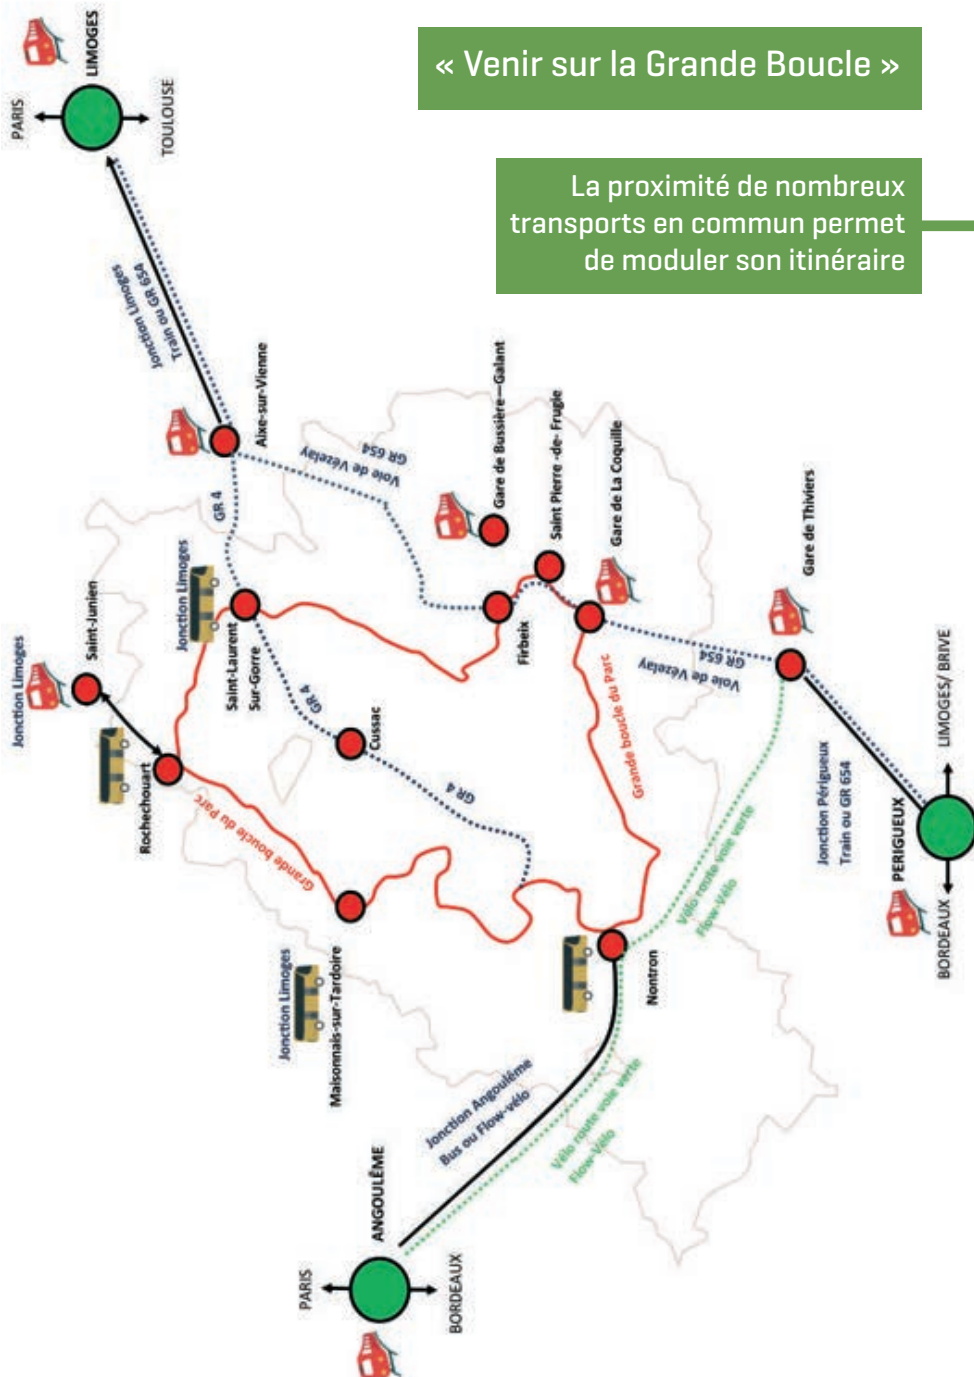 « Venir sur la Grande Boucle »
La proximité de nombreux
transports en commun permet
de moduler son itinéraire
LIMOGES
PARIS
TOULOUSE
Jonction Limoges
Train ou GR 654
Aixe-sur-Vienne
GR 4
Voie de Vézelay
GR 654
Gare de Bussière—Galant
Saint Pierre -de- Frugie
Gare de La Coquille
Firbeix
Jonction Limoges
Saint-Junien
Jonction Limoges
Saint-Laurent
Sur-Gorre
Rochechouart
Grande boucle du Parc
GR 4
Cussac
GR 4
Jonction Limoges
Maisonnais-sur-Tardoire
Grande boucle du Parc
Voie de Vézelay
GR 654
Gare de Thiviers
Vélo route voie verte
Flow-Vélo
Jonction Périgueux
Train ou GR 654
PERIGUEUX
LIMOGES/ BRIVE
BORDEAUX
Nontron
Jonction Angoulême
Bus ou Flow-vélo
Vélo route voie verte
Flow-Vélo
ANGOULÊME
PARIS
BORDEAUX